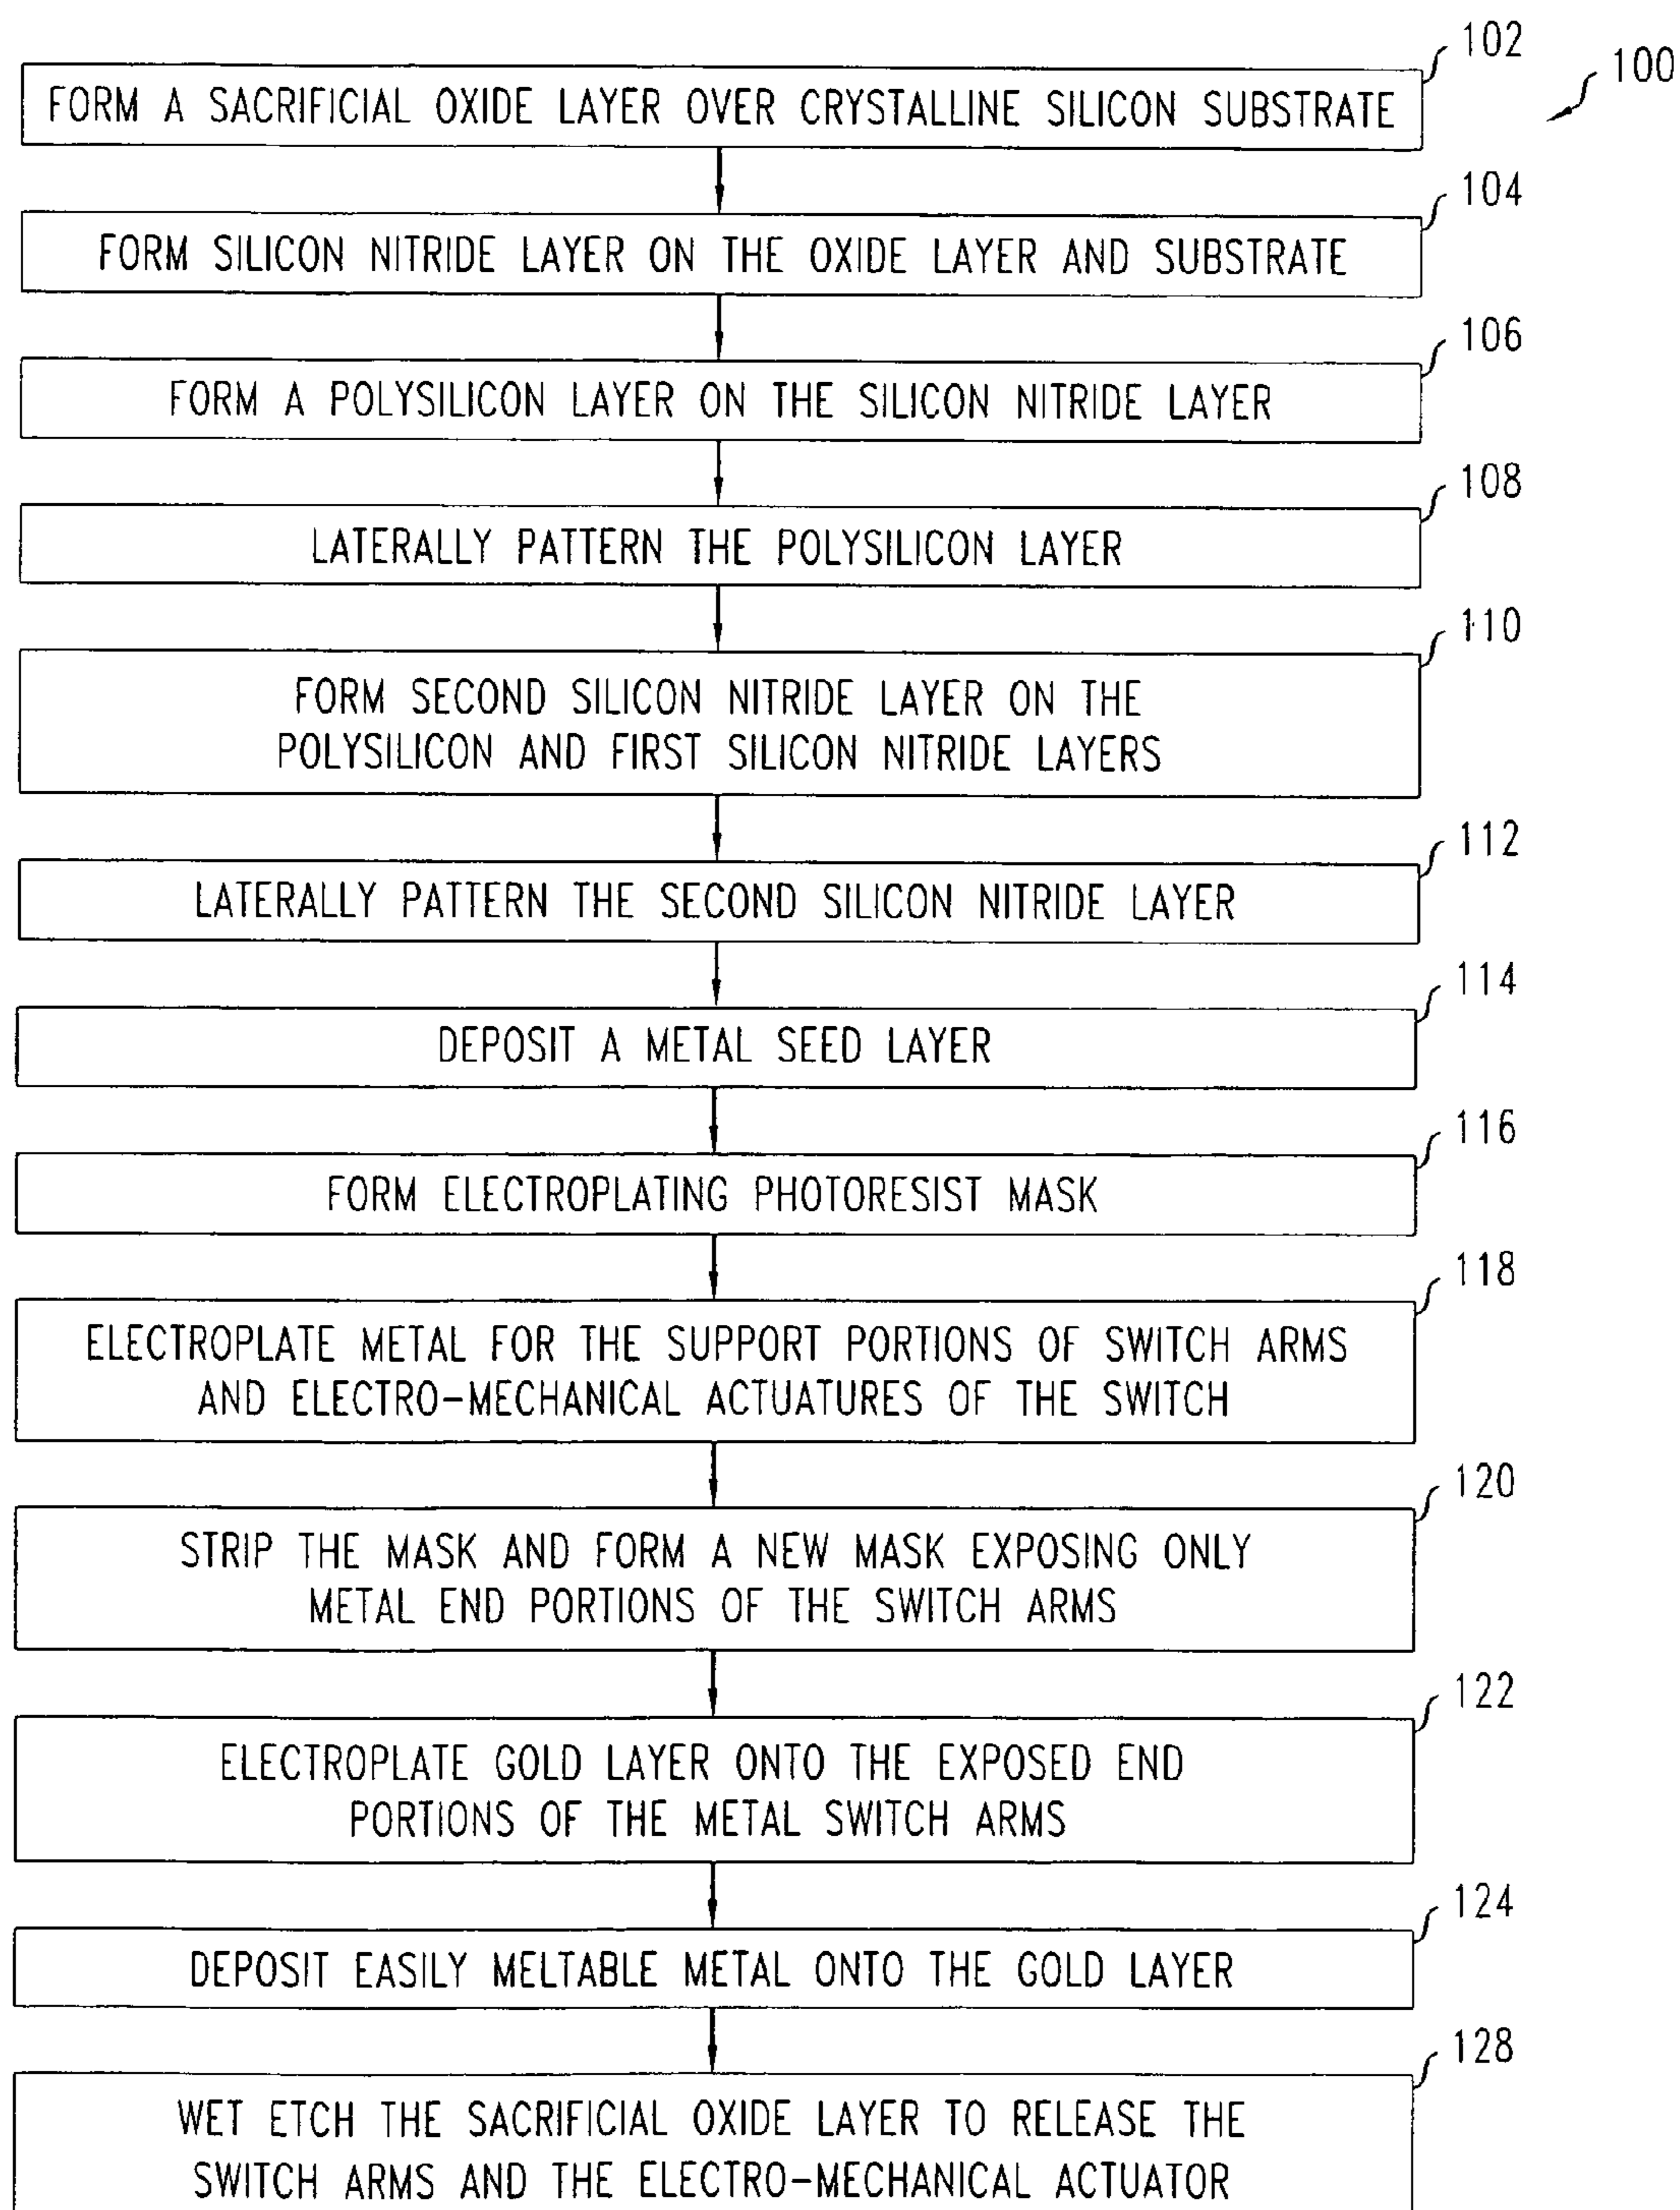 102
100
FORM A SACRIFICIAL OXIDE LAYER OVER CRYSTALLINE SILICON SUBSTRATE
104
FORM SILICON NITRIDE LAYER ON THE OXIDE LAYER AND SUBSTRATE
106
FORM A POLYSILICON LAYER ON THE SILICON NITRIDE LAYER
108
LATERALLY PATTERN THE POLYSILICON LAYER
110
FORM SECOND SILICON NITRIDE LAYER ON THE
POLYSILICON AND FIRST SILICON NITRIDE LAYERS
112
LATERALLY PATTERN THE SECOND SILICON NITRIDE LAYER
114
DEPOSIT A METAL SEED LAYER
116
FORM ELECTROPLATING PHOTORESIST MASK
118
ELECTROPLATE METAL FOR THE SUPPORT PORTIONS OF SWITCH ARMS
AND ELECTRO-MECHANICAL ACTUATURES OF THE SWITCH
120
STRIP THE MASK AND FORM A NEW MASK EXPOSING ONLY
METAL END PORTIONS OF THE SWITCH ARMS
122
ELECTROPLATE GOLD LAYER ONTO THE EXPOSED END
PORTIONS OF THE METAL SWITCH ARMS
124
DEPOSIT EASILY MELTABLE METAL ONTO THE GOLD LAYER
128
WET ETCH THE SACRIFICIAL OXIDE LAYER TO RELEASE THE
SWITCH ARMS AND THE ELECTRO-MECHANICAL ACTUATOR